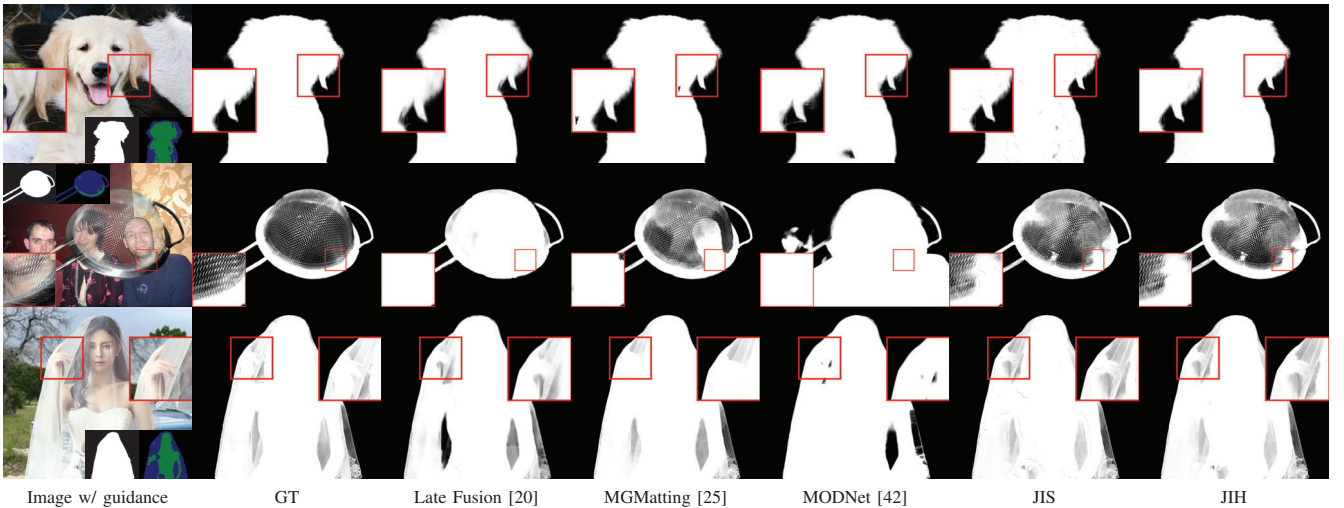 Image w/ guidance GT Late Fusion [20] MGMatting [25] MODNet [42] JIS JIH